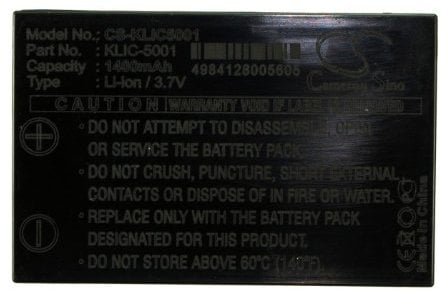 Model No.: CS-KLIC5001
Part No. : KLIC-5001
Capacity : 1400mAh
4984128005605
Type : Li-ion / 3.7V
Cameron Sino
CAUTION WARRANTY VOID IF LABEL REMOVED
• DO NOT ATTEMPT TO DISASSEMBLE, OPEN
OR SERVICE THE BATTERY PACK.
• DO NOT CRUSH, PUNCTURE, SHORT EXTERNAL
CONTACTS OR DISPOSE OF IN FIRE OR WATER.
• REPLACE ONLY WITH THE BATTERY PACK
DESIGNATED FOR THIS PRODUCT.
• DO NOT STORE ABOVE 60°C (140°F).
CE